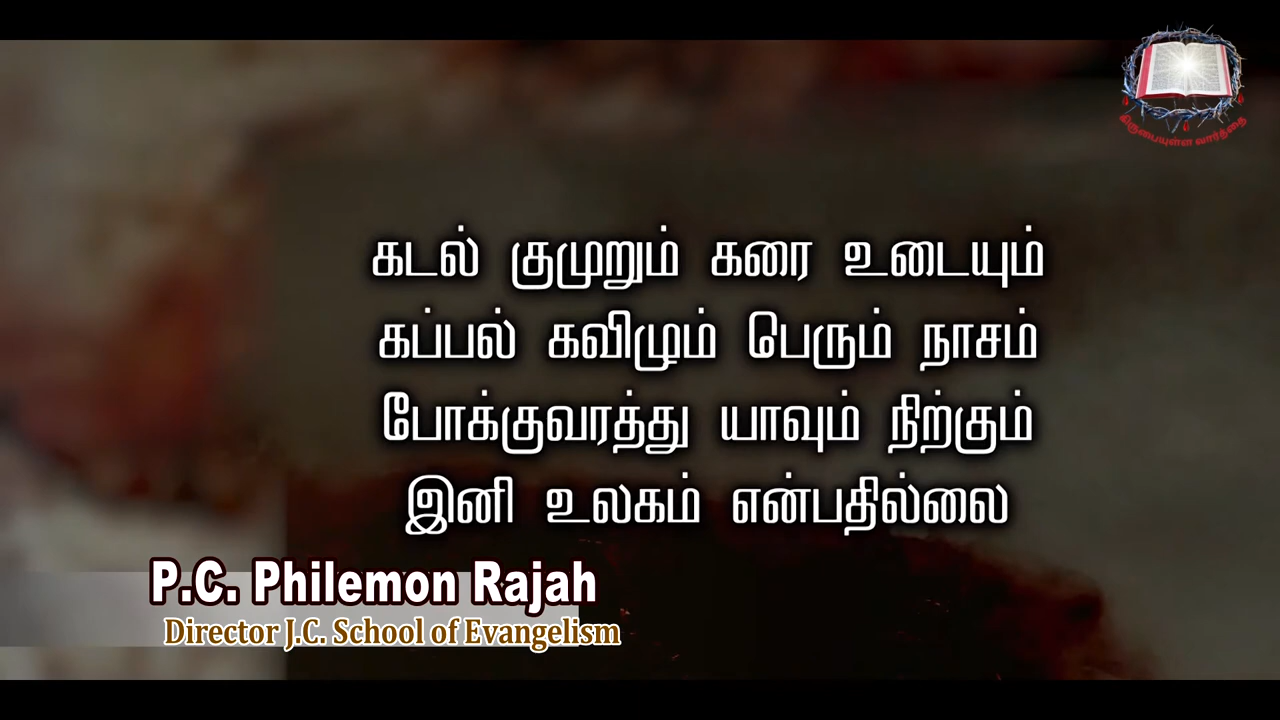 கிருபையுள்ள வார்த்தை
கடல் குமுறும் கரை உடையும்
கப்பல் கவிழும் பெரும் நாசம்
போக்குவரத்து யாவும் நிற்கும்
இனி உலகம் என்பதில்லை
P.C. Philemon Rajah
Director J.C. School of Evangelism